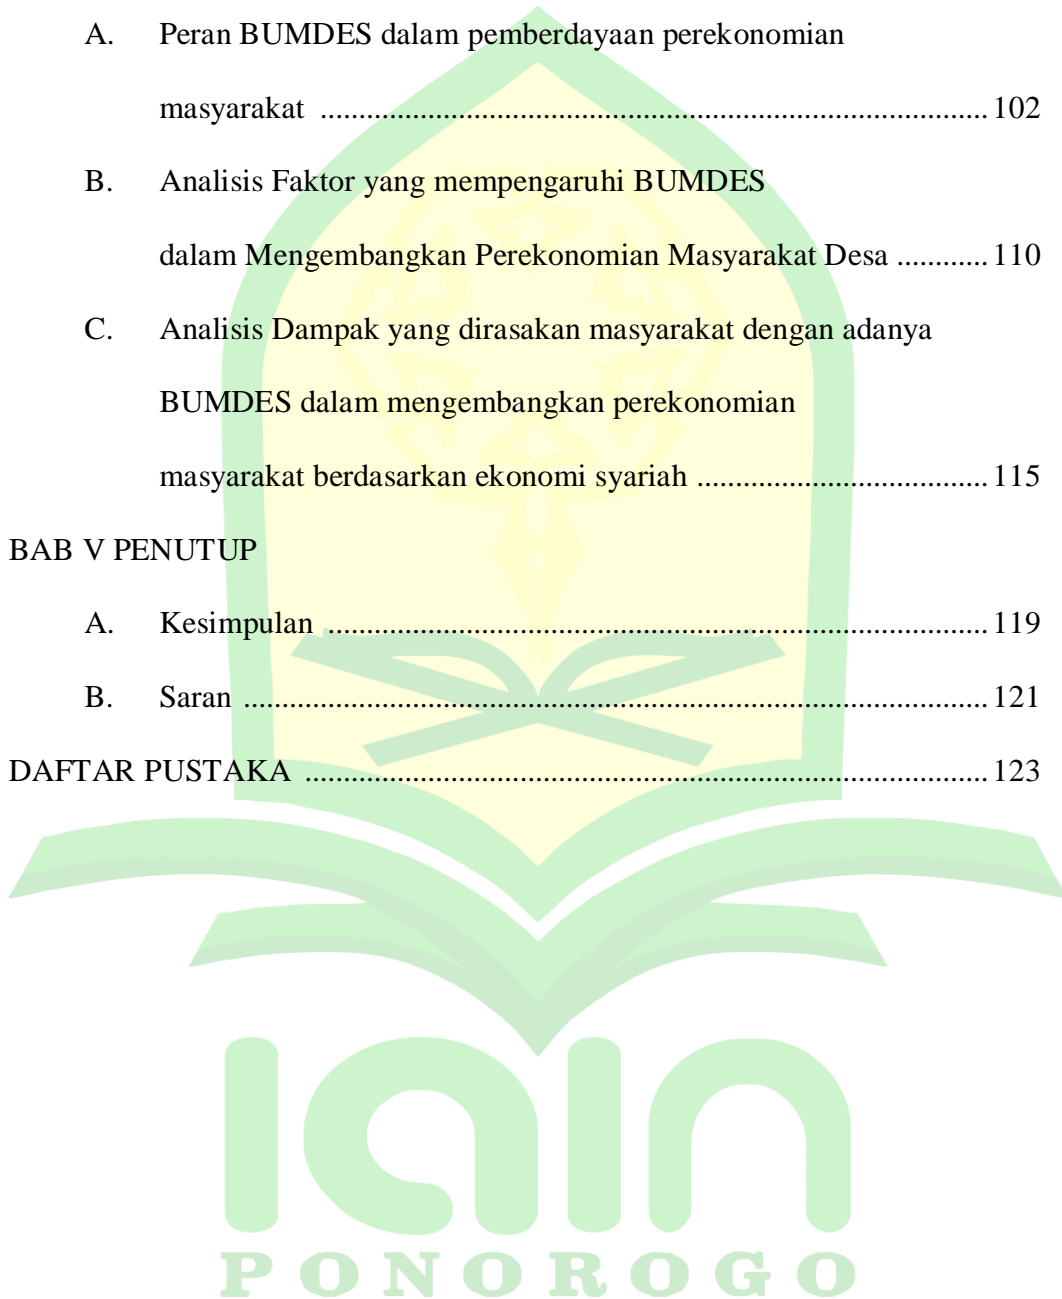 A. Peran BUMDES dalam pemberdayaan perekonomian
masyarakat ........................................................................................ 102
B. Analisis Faktor yang mempengaruhi BUMDES
dalam Mengembangkan Perekonomian Masyarakat Desa ............ 110
C. Analisis Dampak yang dirasakan masyarakat dengan adanya
BUMDES dalam mengembangkan perekonomian
masyarakat berdasarkan ekonomi syariah ...................................... 115
BAB V PENUTUP
A. Kesimpulan ...................................................................................... 119
B. Saran ................................................................................................. 121
DAFTAR PUSTAKA ......................................................................................... 123
iain
PONOROGO